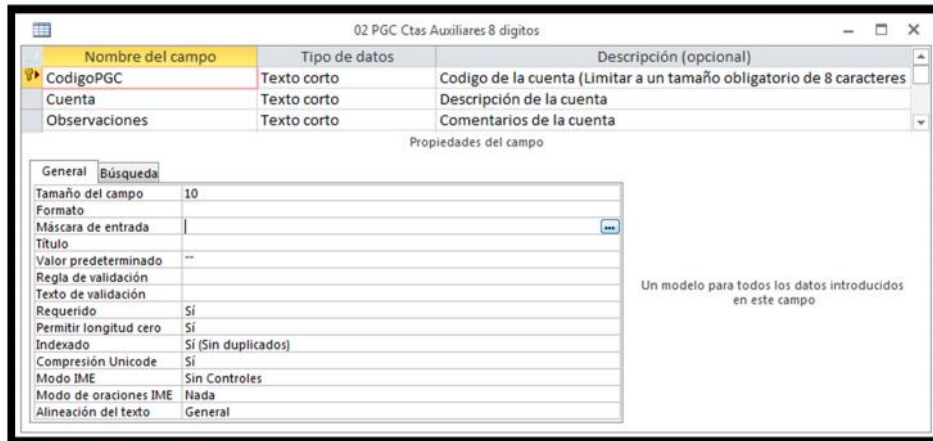 02 PGC Ctas Auxiliares 8 digitos
Nombre del campo Tipo de datos Descripción (opcional)
CodigoPGC Texto corto Codigo de la cuenta (Limitar a un tamaño obligatorio de 8 caracteres
Cuenta Texto corto Descripción de la cuenta
Observaciones Texto corto Comentarios de la cuenta
Propiedades del campo
General Búsqueda
Tamaño del campo 10
Formato
Máscara de entrada
Título
Valor predeterminado ""
Regla de validación
Texto de validación
Requerido Sí
Permitir longitud cero Sí
Indexado Sí (Sin duplicados)
Compresión Unicode Sí
Modo IME Sin Controles
Modo de oraciones IME Nada
Alineación del texto General
Un modelo para todos los datos introducidos
en este campo